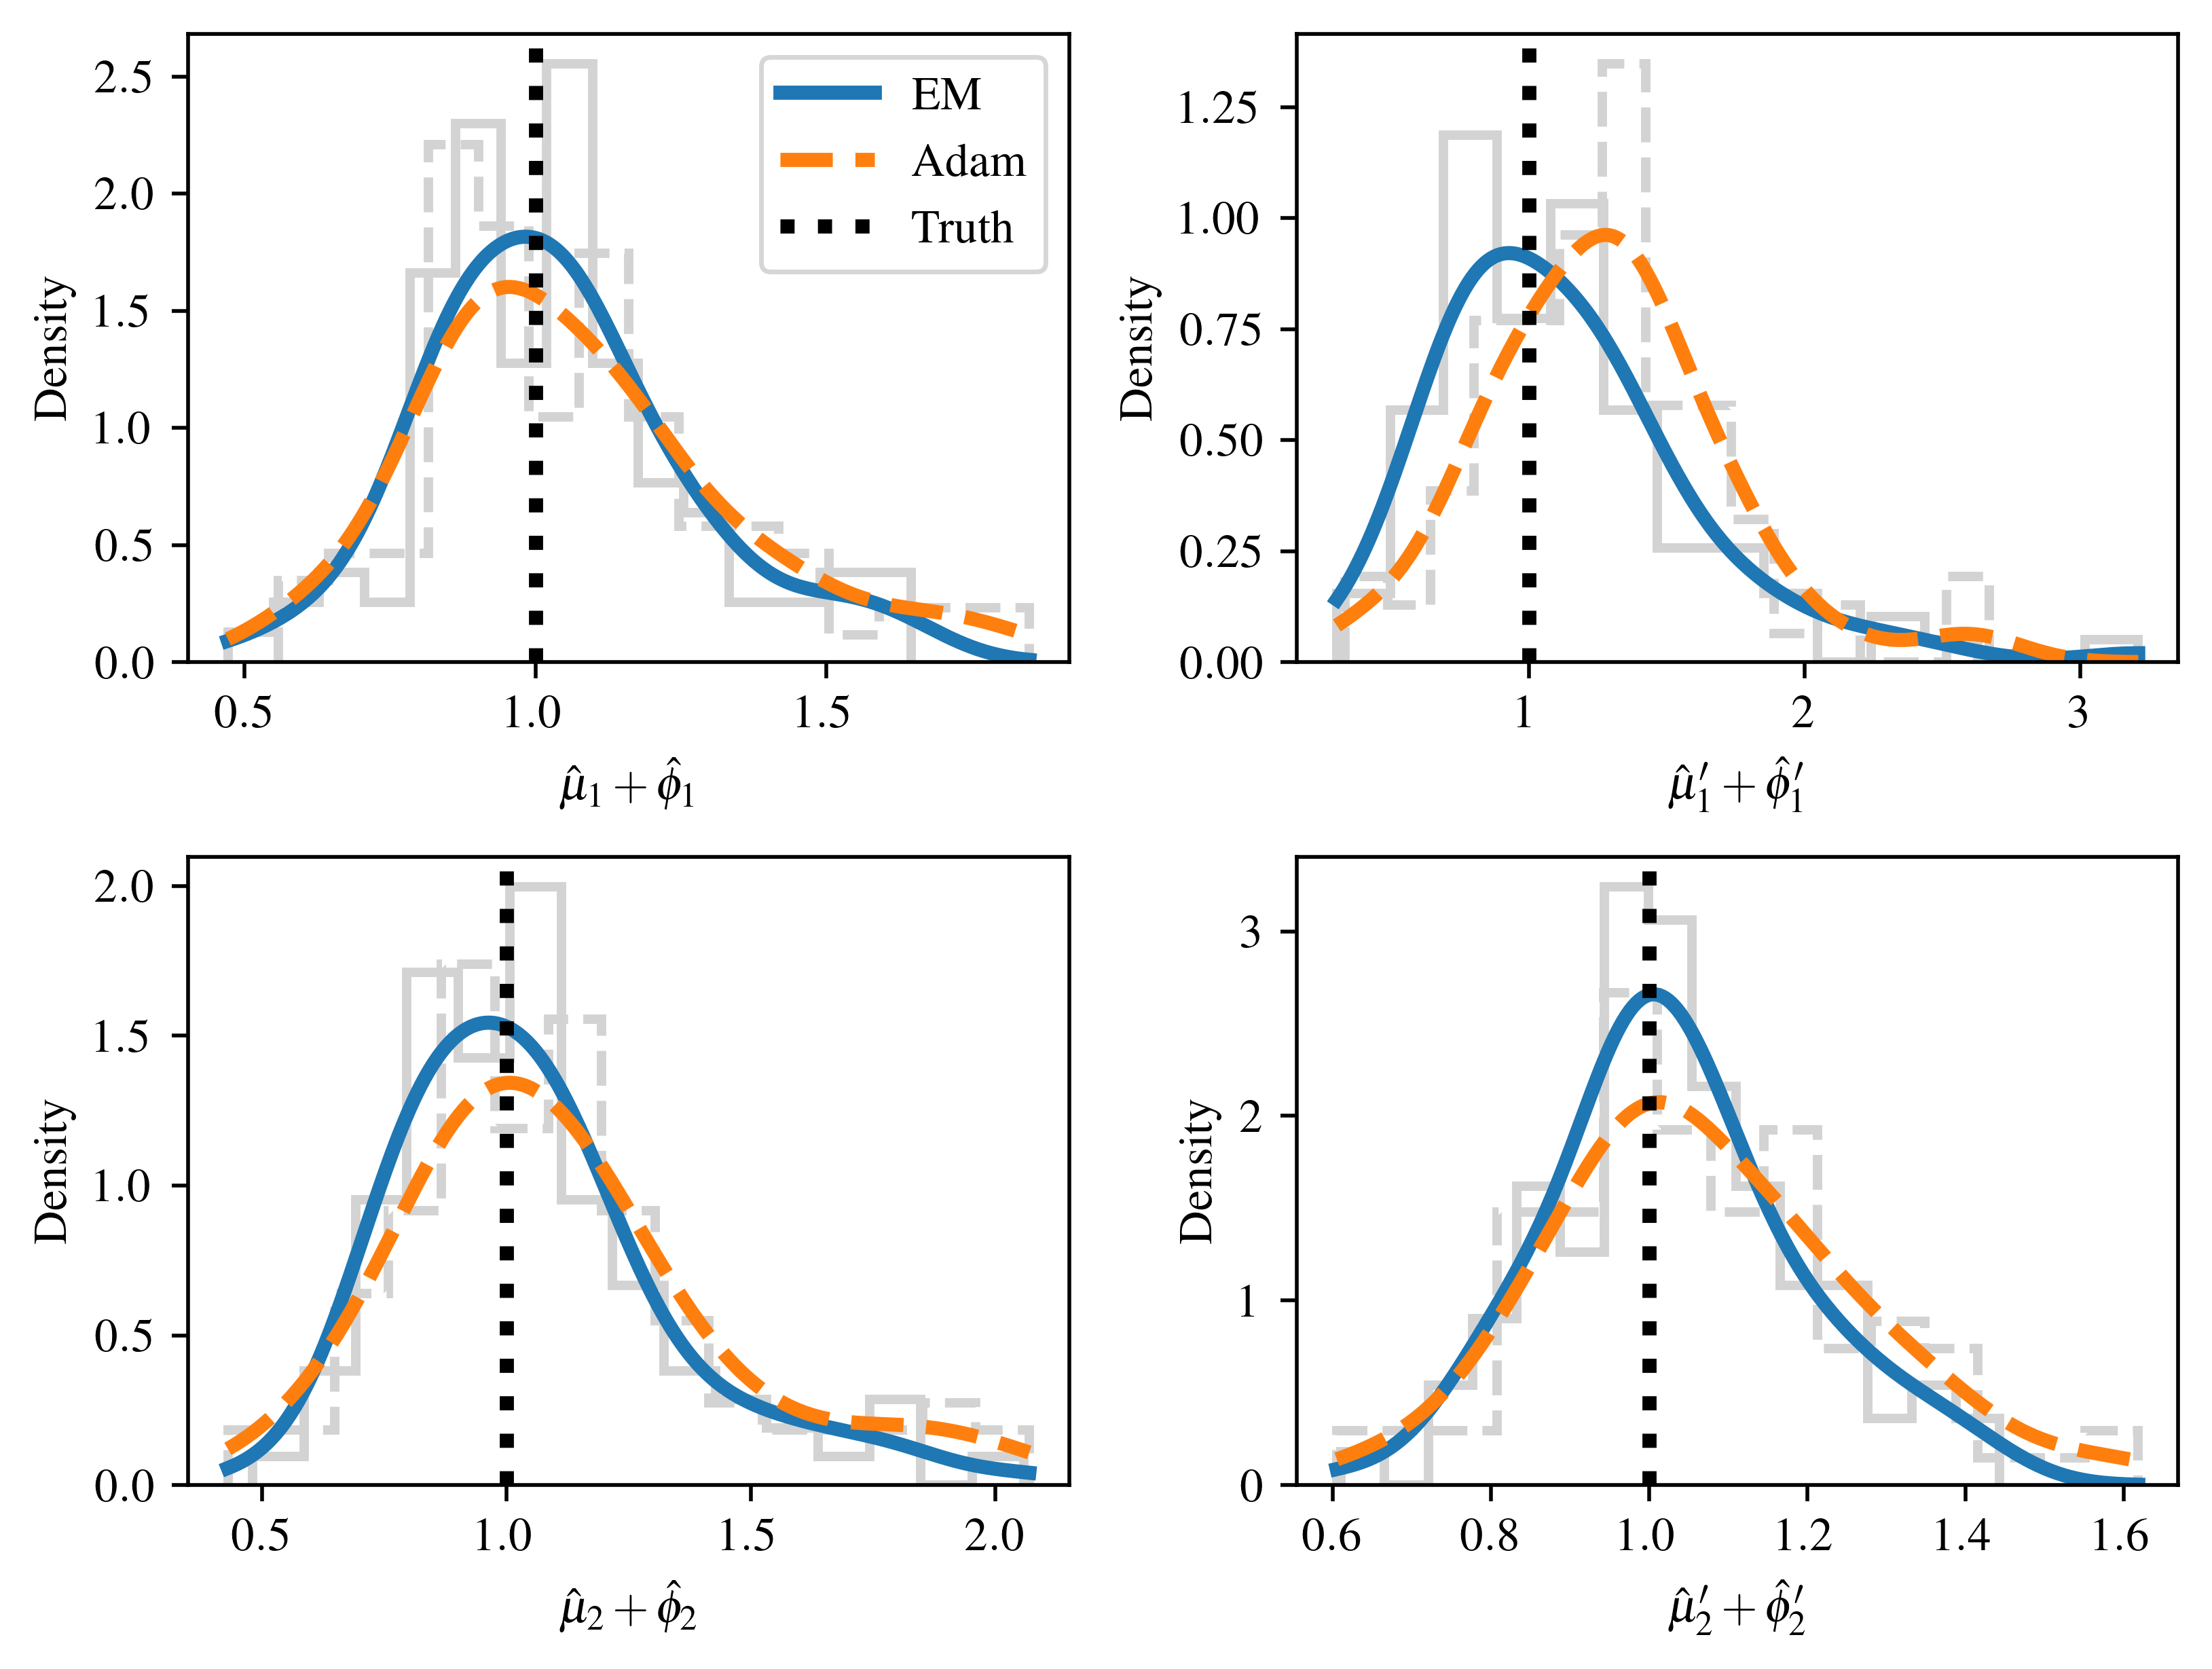 2.5
2.0
1.5
1.0
0.5
0.0
Density
0.5 1.0 1.5
μ̂₁ + φ̂₁
EM
Adam
Truth
1.25
1.00
0.75
0.50
0.25
0.00
Density
1 2 3
μ̂′₁ + φ̂′₁
2.0
1.5
1.0
0.5
0.0
Density
0.5 1.0 1.5 2.0
μ̂₂ + φ̂₂
3
2
1
0
Density
0.6 0.8 1.0 1.2 1.4 1.6
μ̂′₂ + φ̂′₂